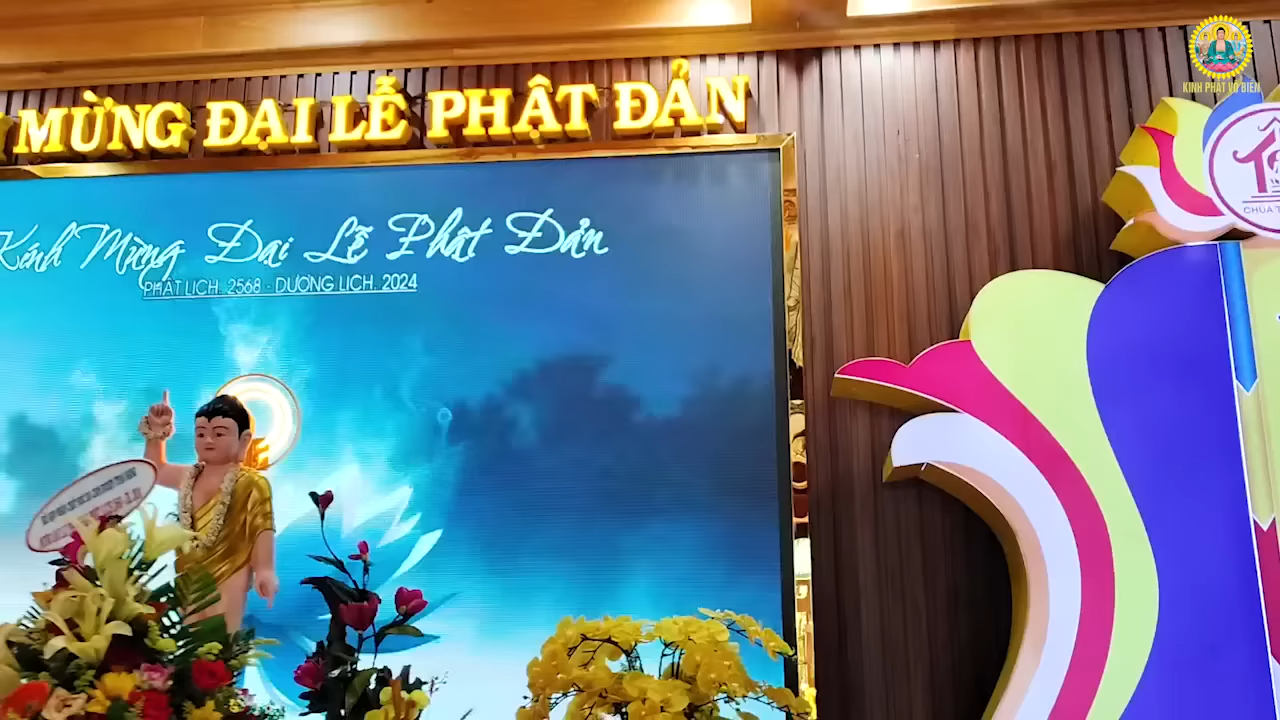 MỪNG ĐẠI LỄ PHẬT ĐẢN
KINH PHẬT VÔ BIÊN
CHÙA
Kính Mừng Đại Lễ Phật Đản
PHẬT LỊCH. 2568 - DƯƠNG LỊCH. 2024